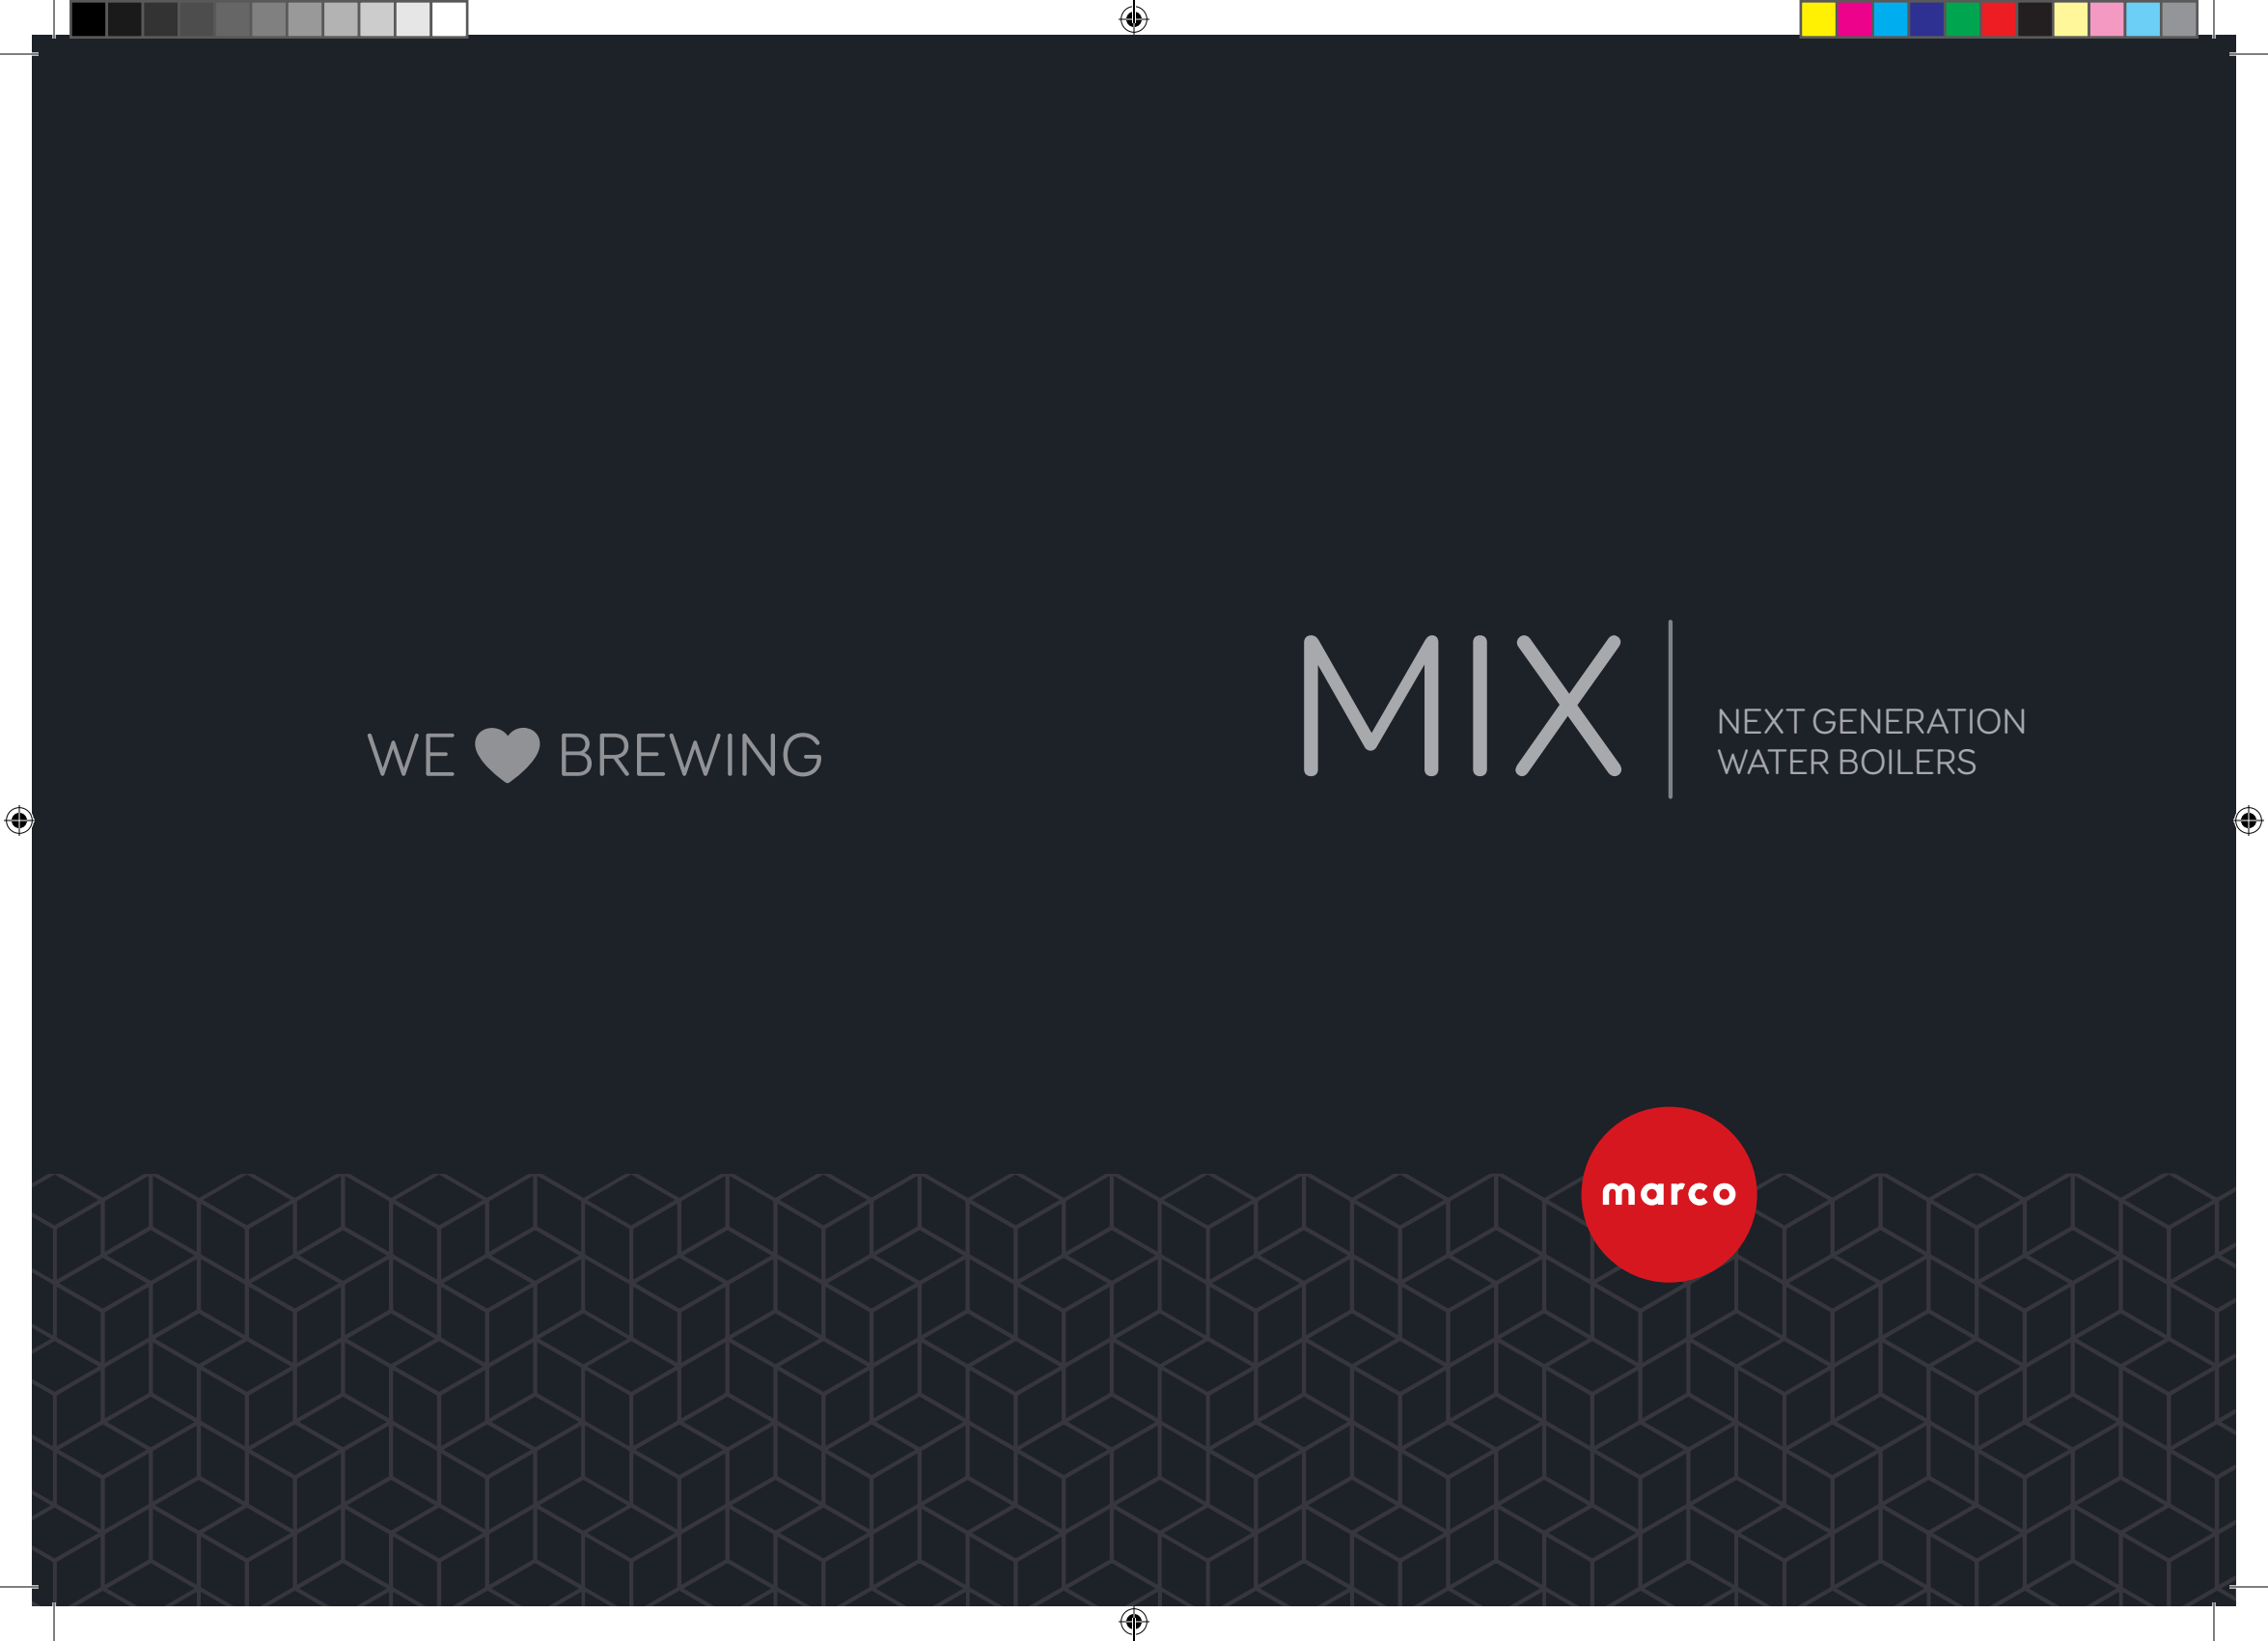 WE ♥ BREWING
MIX
NEXT GENERATION
WATER BOILERS
marco